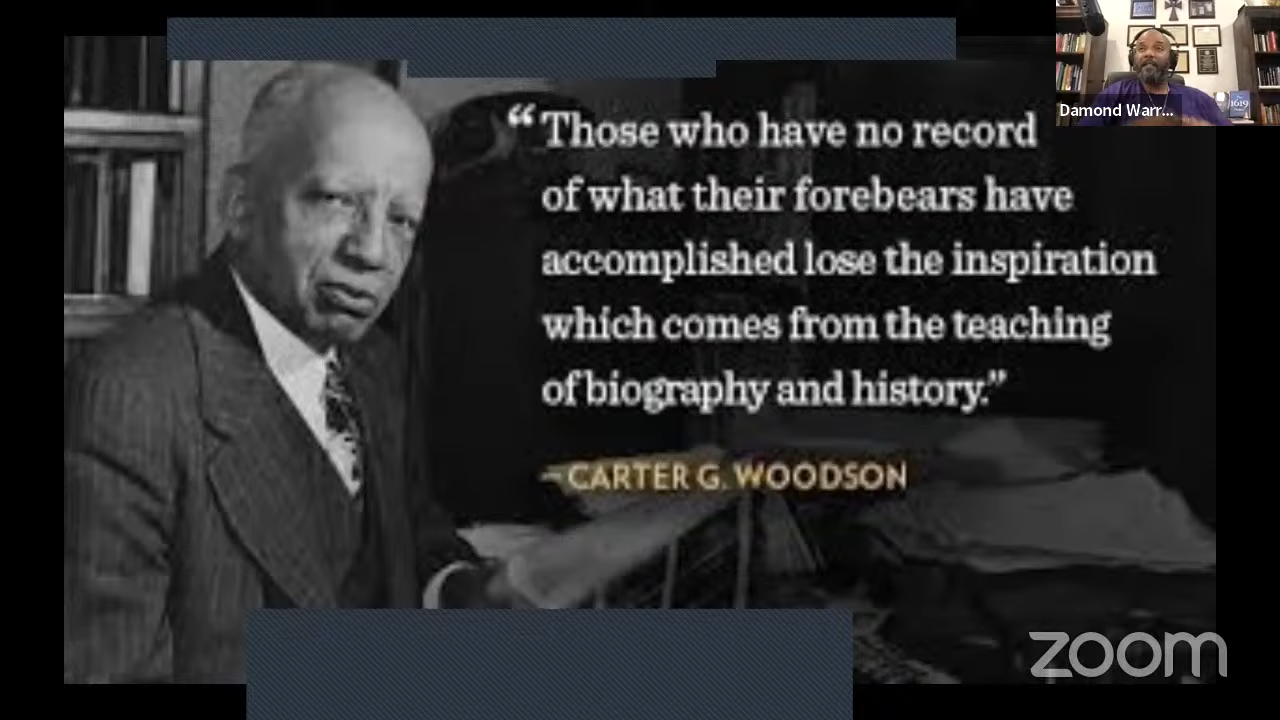 “Those who have no record
of what their forebears have
accomplished lose the inspiration
which comes from the teaching
of biography and history.”
– CARTER G. WOODSON
Damond Warr...
1619
zoom